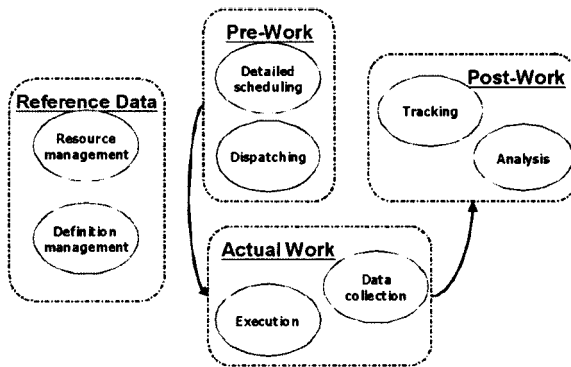 Reference Data
Resource
management
Definition
management
Pre-Work
Detailed
scheduling
Dispatching
Actual Work
Execution
Data
collection
Post-Work
Tracking
Analysis